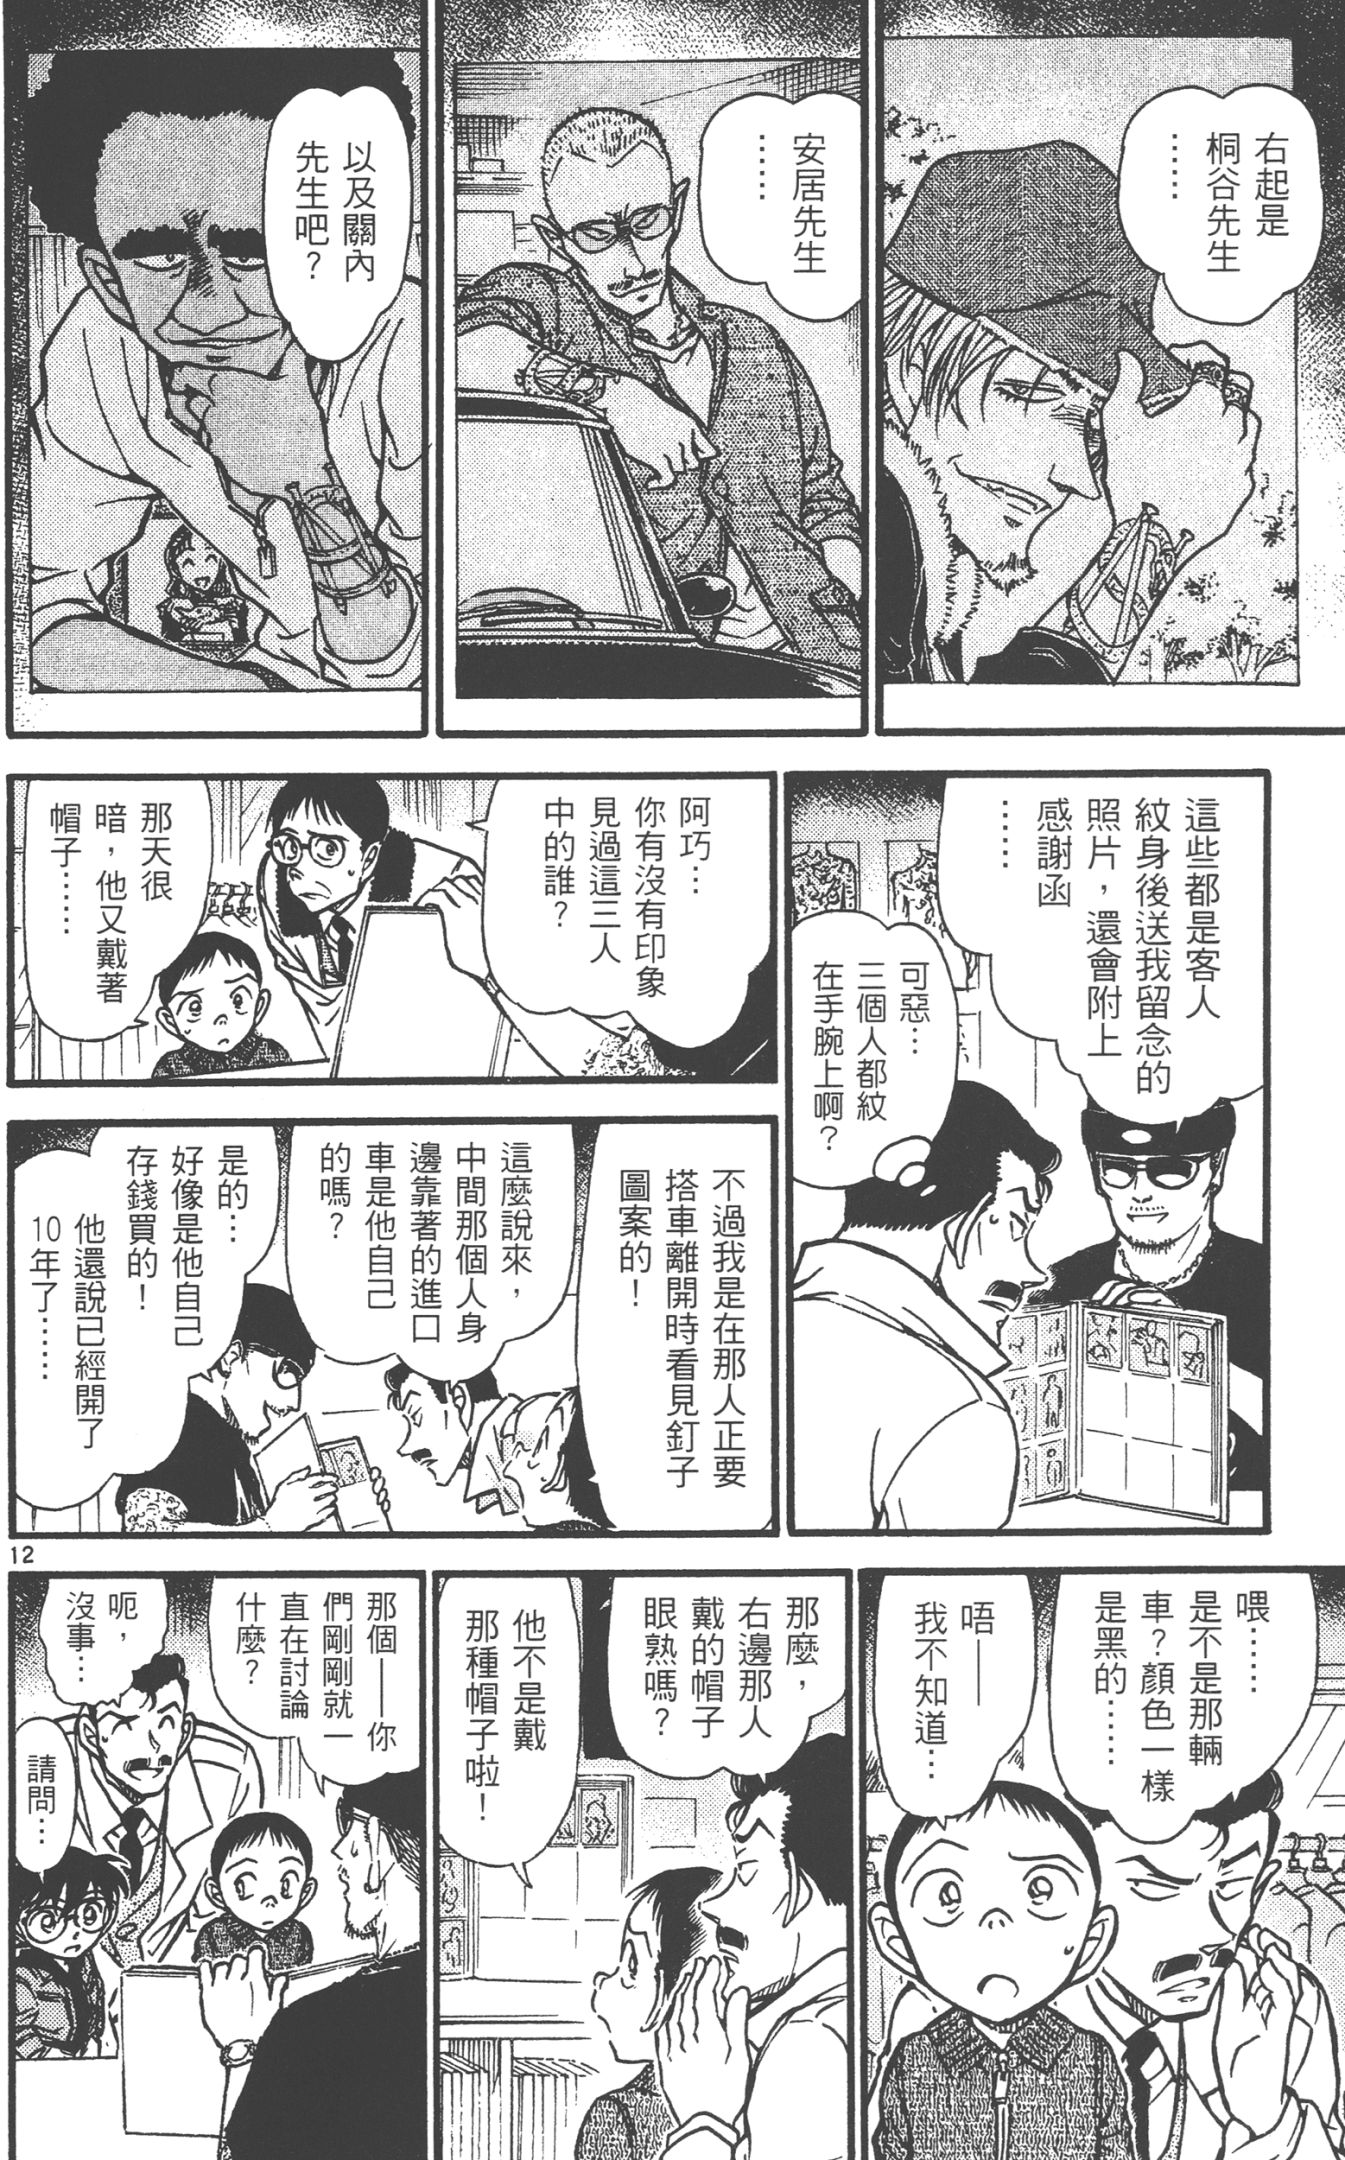 右起是
桐谷先生
……
安居先生
……
以及關內
先生吧？
這些都是客人
紋身後送我留念的
照片，還會附上
感謝函
……
可惡…
三個人都紋
在手腕上啊？
阿巧…
你有沒有印象
見過這三人
中的誰？
那天很
暗，他又戴著
帽子……
不過我是在那人正要
搭車離開時看見釘子
圖案的！
這麼說來，
中間那個人身
邊靠著的進口
車是他自己
的嗎？
是的…
好像是他自己
存錢買的！
他還說已經開了
10年了……
12
喂……
是不是那輛
車？顏色一樣
是黑的……
唔——
我不知道…
那麼，
右邊那人
戴的帽子
眼熟嗎？
他不是戴
那種帽子啦！
那個——你
們剛剛就一
直在討論
什麼？
呃，
沒事…
請問…